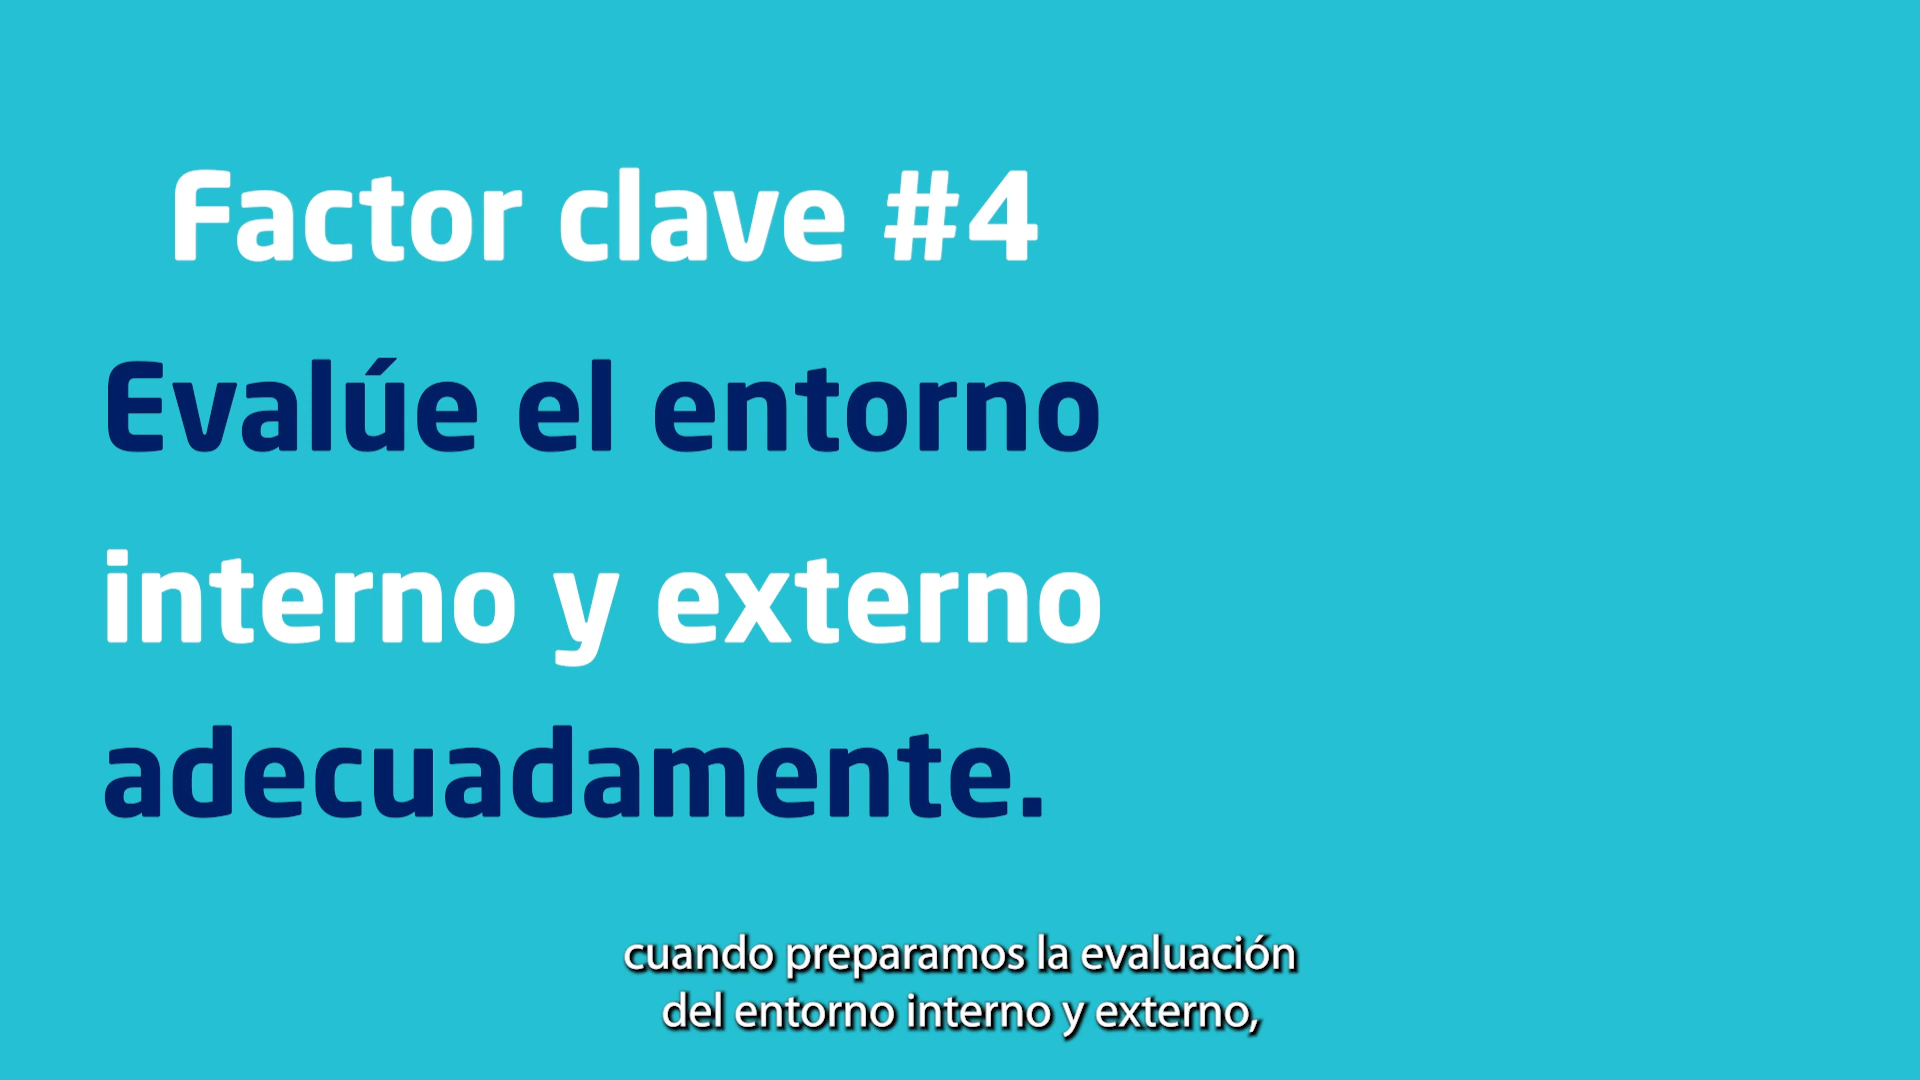 Factor clave #4
Evalúe el entorno
interno y externo
adecuadamente.
cuando preparamos la evaluación
del entorno interno y externo,